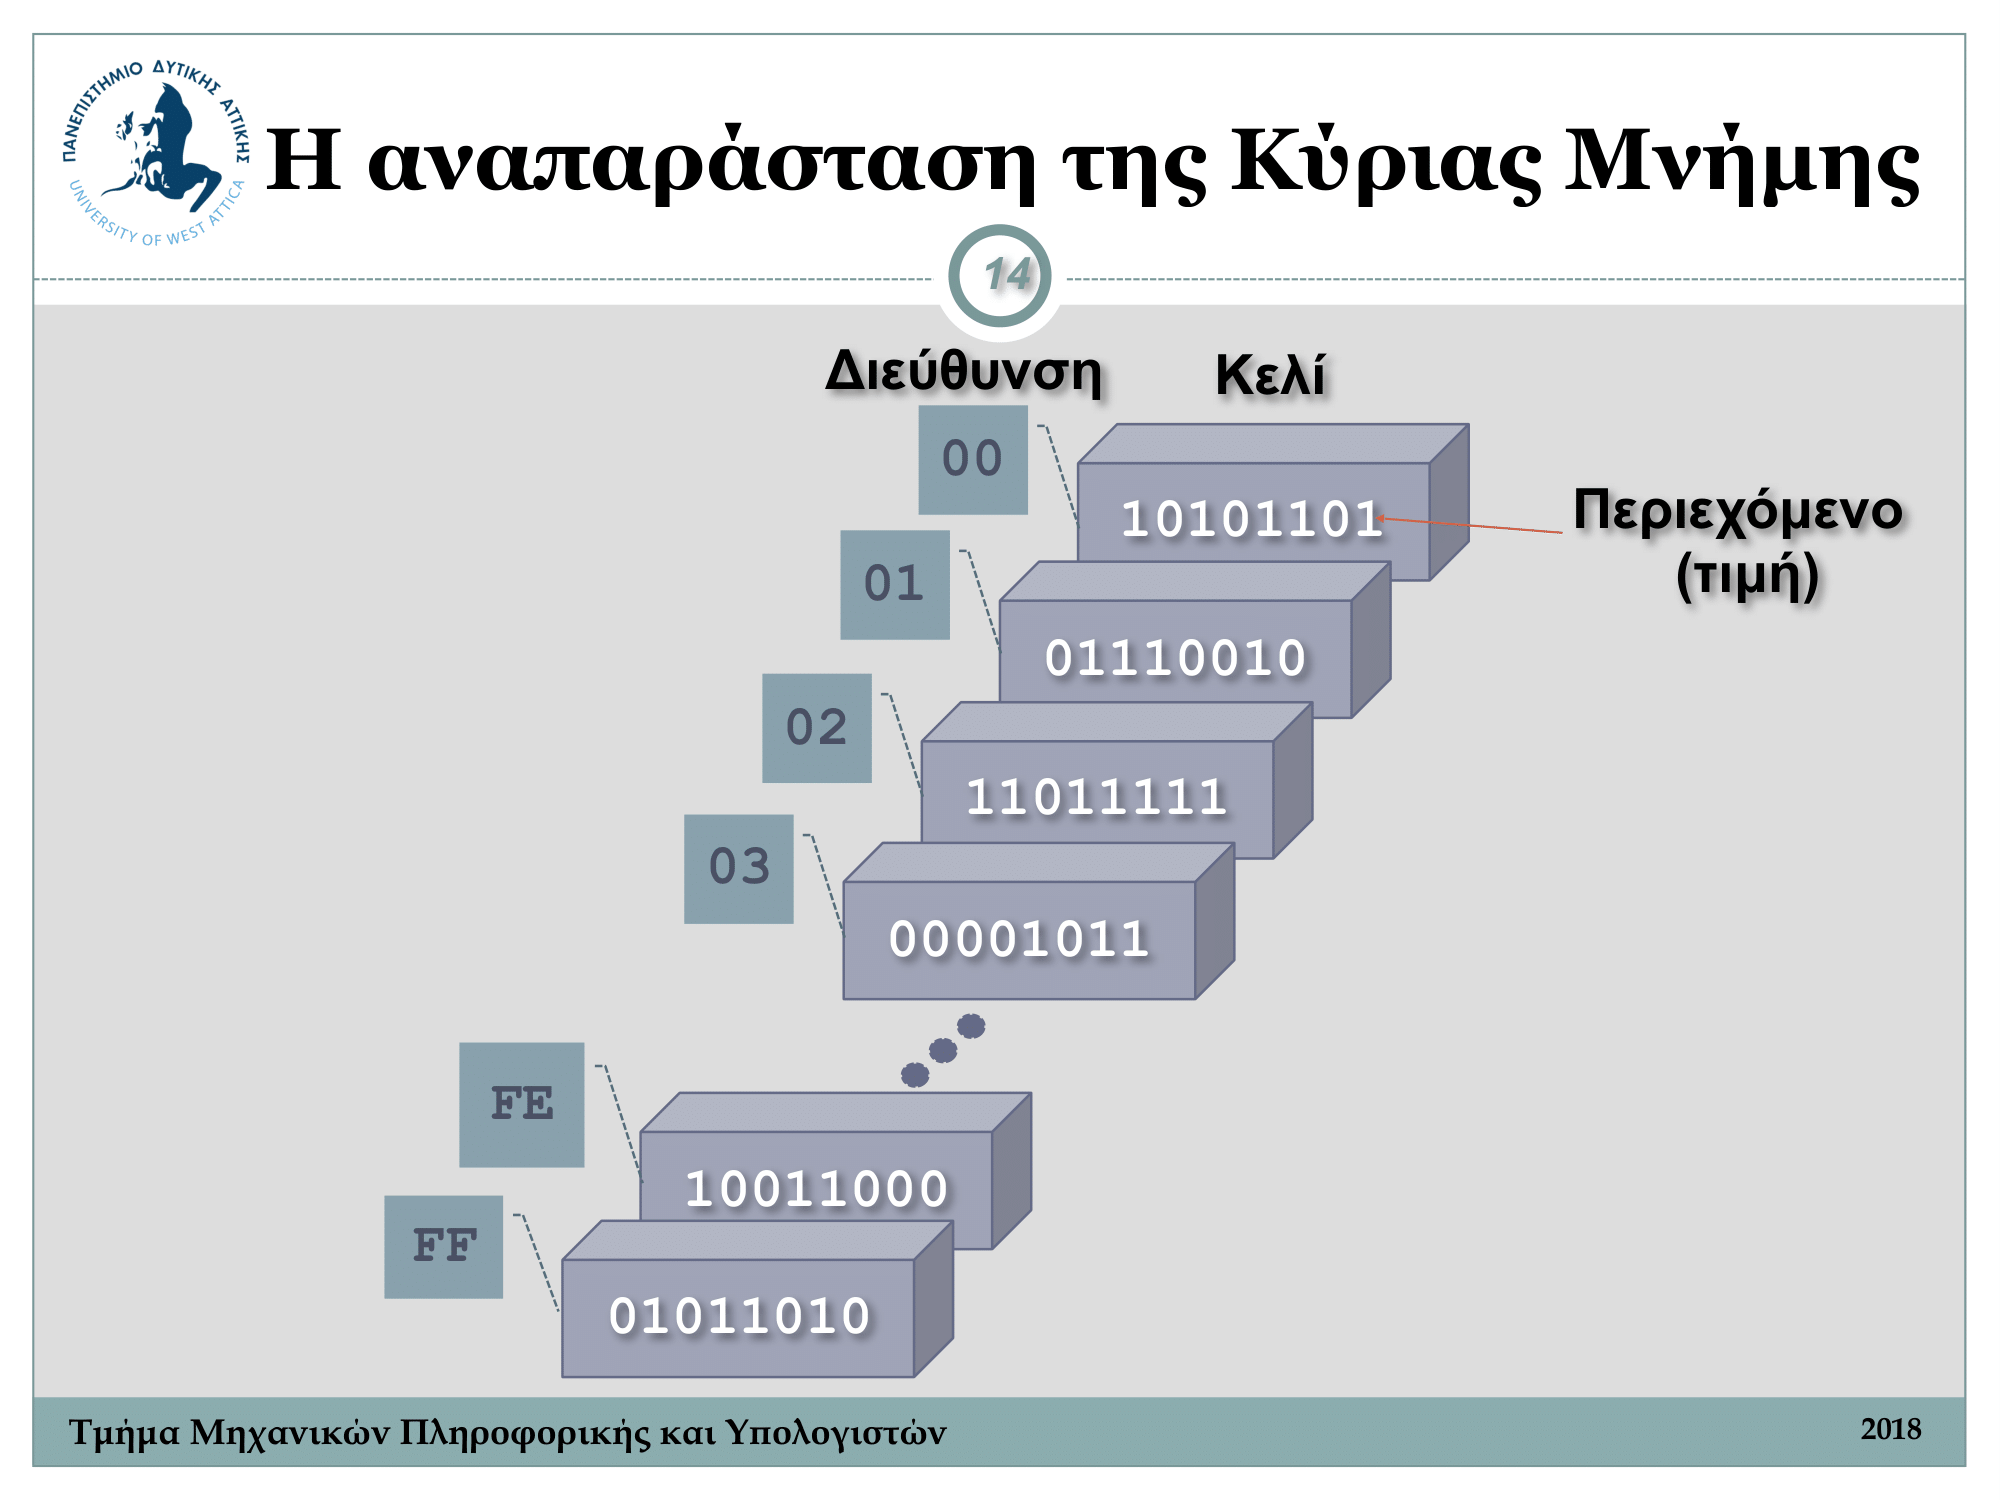 ΠΑΝΕΠΙΣΤΗΜΙΟ ΔΥΤΙΚΗΣ ΑΤΤΙΚΗΣ
UNIVERSITY OF WEST ATTICA
Η αναπαράσταση της Κύριας Μνήμης
14
Διεύθυνση
Κελί
00
10101101
Περιεχόμενο
(τιμή)
01
01110010
02
11011111
03
00001011
FE
10011000
FF
01011010
Τμήμα Μηχανικών Πληροφορικής και Υπολογιστών
2018